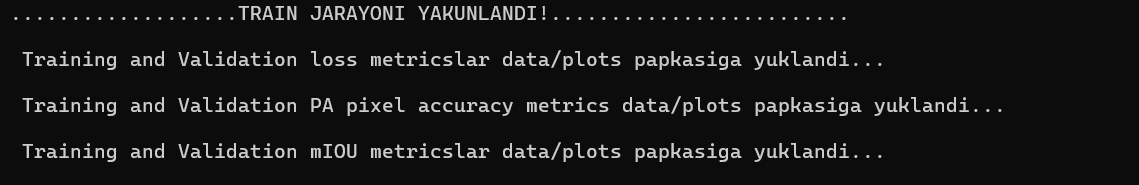 ...................TRAIN JARAYONI YAKUNLANDI!.........................
Training and Validation loss metricslar data/plots papkasiga yuklandi...
Training and Validation PA pixel accuracy metrics data/plots papkasiga yuklandi...
Training and Validation mIOU metricslar data/plots papkasiga yuklandi...